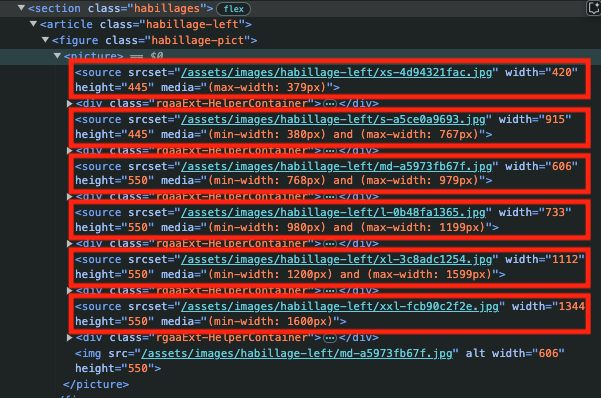 ▼<section class="habillages"> flex
▼<article class="habillage-left">
▼<figure class="habillage-pict">
▼<picture> == $0
<source srcset="/assets/images/habillage-left/xs-4d94321fac.jpg" width="420"
height="445" media="(max-width: 379px)">
▶<div class="rgaaExt-HelperContainer">…</div>
<source srcset="/assets/images/habillage-left/s-a5ce0a9693.jpg" width="915"
height="445" media="(min-width: 380px) and (max-width: 767px)">
▶<div class="rgaaExt-HelperContainer">…</div>
<source srcset="/assets/images/habillage-left/md-a5973fb67f.jpg" width="606"
height="550" media="(min-width: 768px) and (max-width: 979px)">
▶<div class="rgaaExt-HelperContainer">…</div>
<source srcset="/assets/images/habillage-left/l-0b48fa1365.jpg" width="733"
height="550" media="(min-width: 980px) and (max-width: 1199px)">
▶<div class="rgaaExt-HelperContainer">…</div>
<source srcset="/assets/images/habillage-left/xl-3c8adc1254.jpg" width="1112"
height="550" media="(min-width: 1200px) and (max-width: 1599px)">
▶<div class="rgaaExt-HelperContainer">…</div>
<source srcset="/assets/images/habillage-left/xxl-fcb90c2f2e.jpg" width="1344
height="550" media="(min-width: 1600px)">
▶<div class="rgaaExt-HelperContainer">…</div>
<img src="/assets/images/habillage-left/md-a5973fb67f.jpg" alt width="606"
height="550">
</picture>